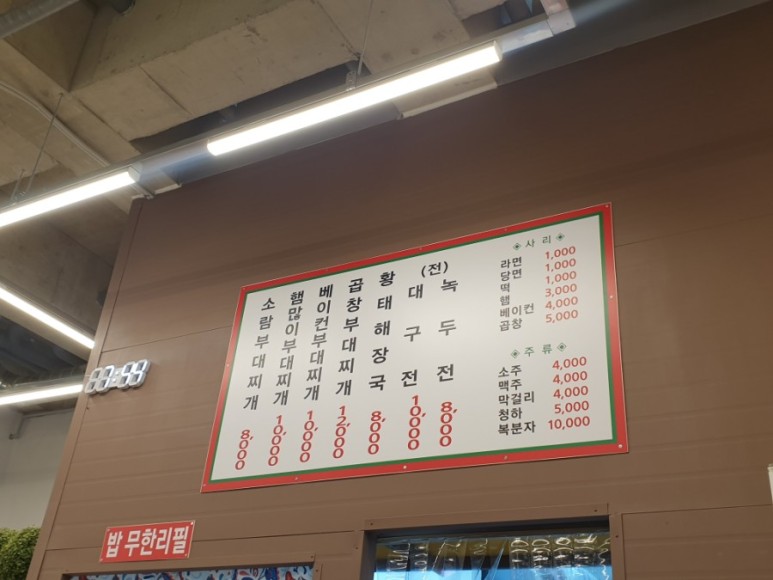 소람부대찌개 8,000
햄많이부대찌개 10,000
베이컨부대찌개 10,000
곱창부대찌개 12,000
황태해장국 8,000
(전)
대구전 10,000
녹두전 8,000
◈ 사 리 ◈
라면 1,000
당면 1,000
떡 1,000
햄 3,000
베이컨 4,000
곱창 5,000
◈ 주 류 ◈
소주 4,000
맥주 4,000
막걸리 4,000
청하 5,000
복분자 10,000
밥 무한리필